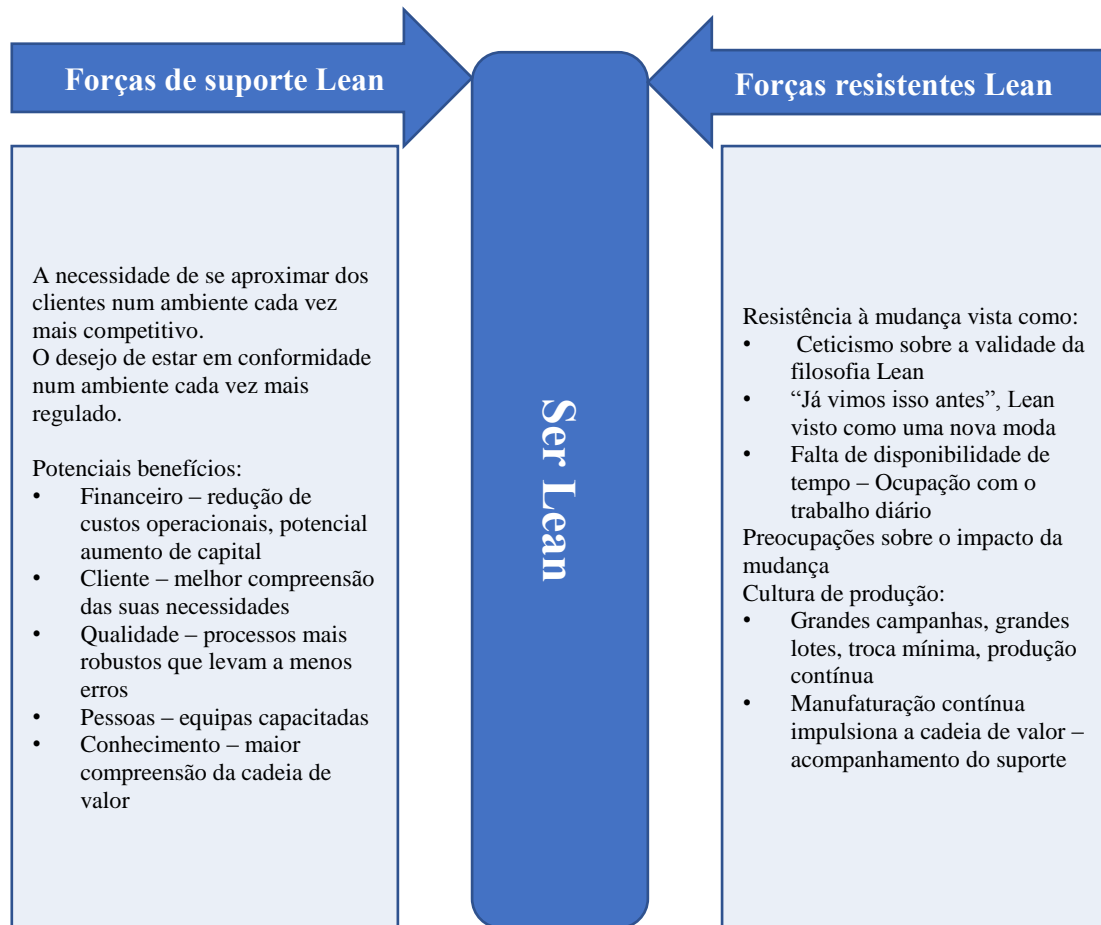 Forças de suporte Lean
A necessidade de se aproximar dos
clientes num ambiente cada vez
mais competitivo.
O desejo de estar em conformidade
num ambiente cada vez mais
regulado.
Potenciais benefícios:
• Financeiro – redução de
custos operacionais, potencial
aumento de capital
• Cliente – melhor compreensão
das suas necessidades
• Qualidade – processos mais
robustos que levam a menos
erros
• Pessoas – equipas capacitadas
• Conhecimento – maior
compreensão da cadeia de
valor
Ser Lean
Forças resistentes Lean
Resistência à mudança vista como:
• Ceticismo sobre a validade da
filosofia Lean
• “Já vimos isso antes”, Lean
visto como uma nova moda
• Falta de disponibilidade de
tempo – Ocupação com o
trabalho diário
Preocupações sobre o impacto da
mudança
Cultura de produção:
• Grandes campanhas, grandes
lotes, troca mínima, produção
contínua
• Manufaturação contínua
impulsiona a cadeia de valor –
acompanhamento do suporte